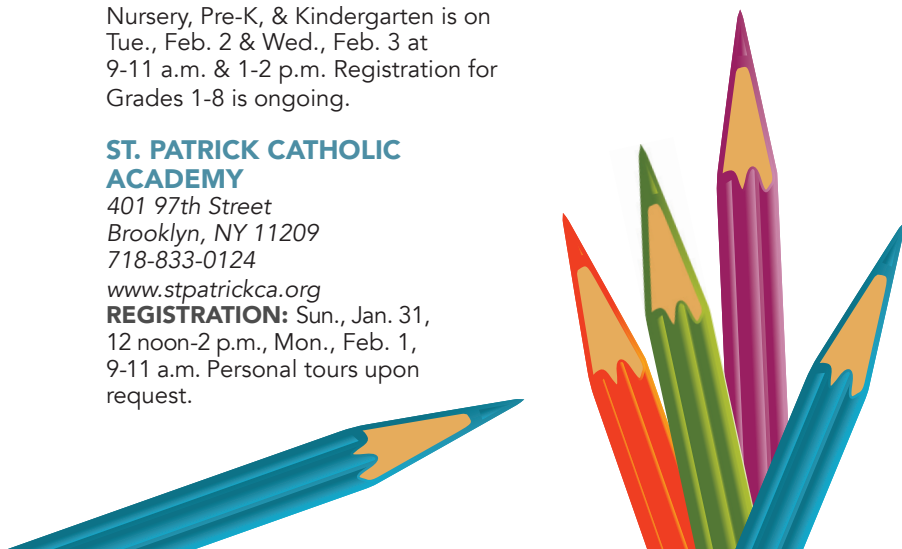 Nursery, Pre-K, & Kindergarten is on
Tue., Feb. 2 & Wed., Feb. 3 at
9-11 a.m. & 1-2 p.m. Registration for
Grades 1-8 is ongoing.
ST. PATRICK CATHOLIC
ACADEMY
401 97th Street
Brooklyn, NY 11209
718-833-0124
www.stpatrickca.org
REGISTRATION: Sun., Jan. 31,
12 noon-2 p.m., Mon., Feb. 1,
9-11 a.m. Personal tours upon
request.